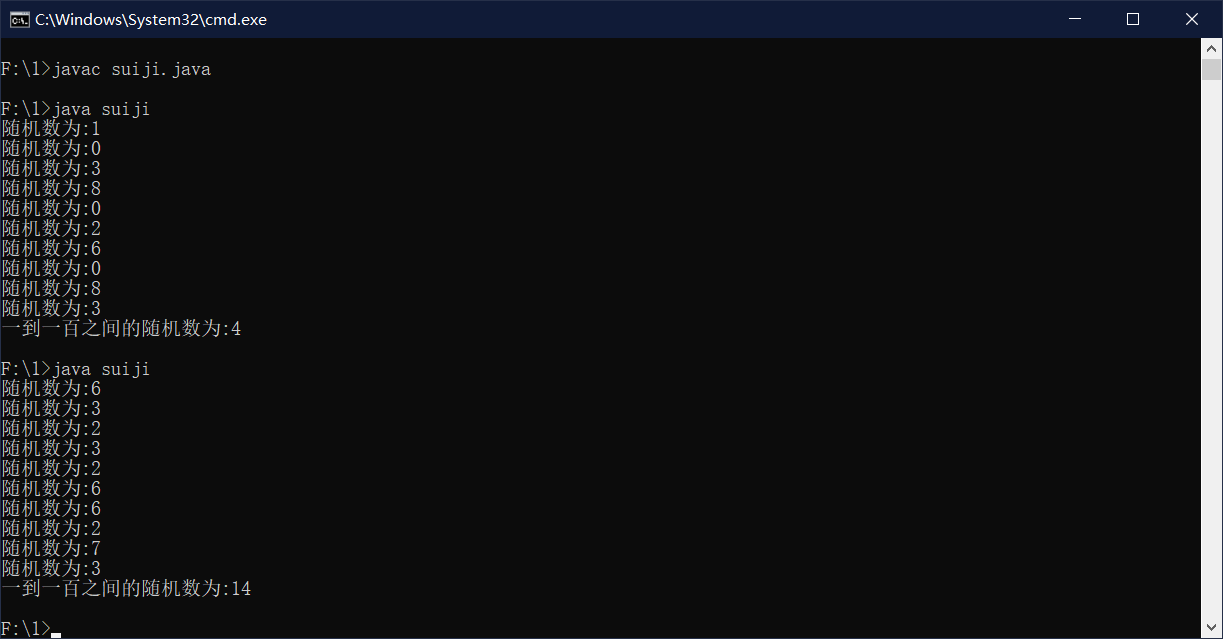 C:\Windows\System32\cmd.exe
F:\1>javac suiji.java
F:\1>java suiji
随机数为:1
随机数为:0
随机数为:3
随机数为:8
随机数为:0
随机数为:2
随机数为:6
随机数为:0
随机数为:8
随机数为:3
一到一百之间的随机数为:4
F:\1>java suiji
随机数为:6
随机数为:3
随机数为:2
随机数为:3
随机数为:2
随机数为:6
随机数为:6
随机数为:2
随机数为:7
随机数为:3
一到一百之间的随机数为:14
F:\1>